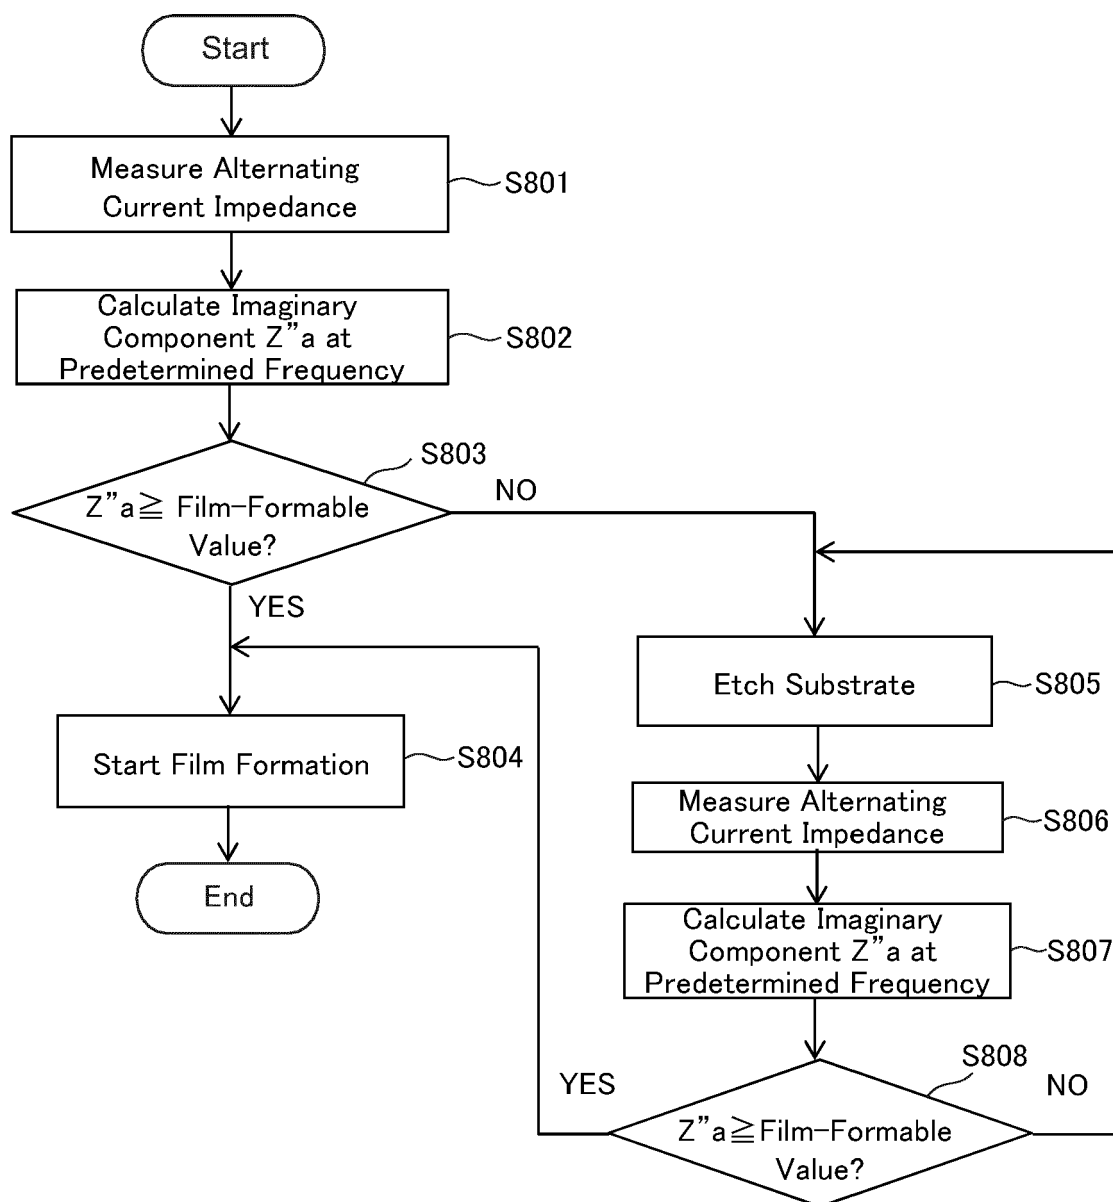 Start
Measure Alternating
Current Impedance
S801
Calculate Imaginary
Component Z”a at
Predetermined Frequency
S802
S803
Z”a≧ Film-Formable
Value?
NO
YES
Start Film Formation
S804
End
Etch Substrate
S805
Measure Alternating
Current Impedance
S806
Calculate Imaginary
Component Z”a at
Predetermined Frequency
S807
S808
YES
NO
Z”a≧Film-Formable
Value?